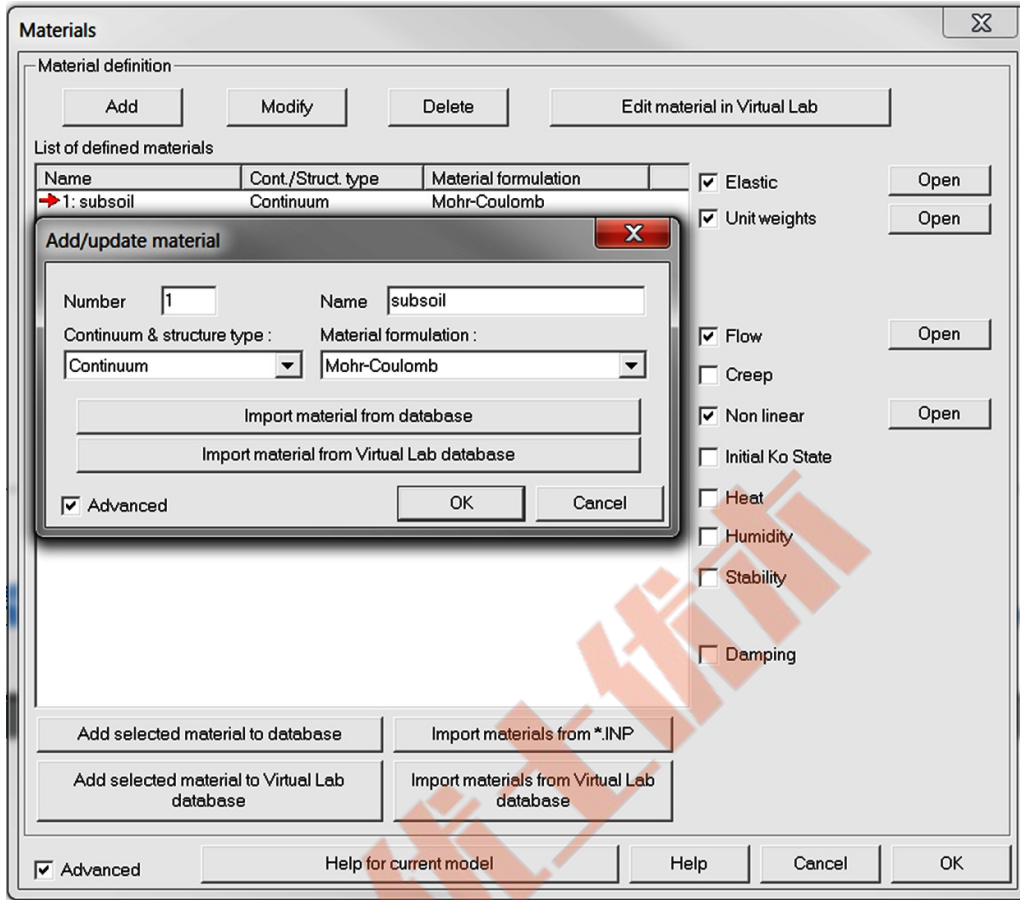 Materials
Material definition
Add
Modify
Delete
Edit material in Virtual Lab
List of defined materials
Name Cont./Struct. type Material formulation
1: subsoil Continuum Mohr-Coulomb
Add/update material
Number 1 Name subsoil
Continuum & structure type : Material formulation :
Continuum Mohr-Coulomb
Import material from database
Import material from Virtual Lab database
Advanced
OK
Cancel
Elastic Open
Unit weights Open
Flow Open
Creep
Non linear Open
Initial Ko State
Heat
Humidity
Stability
Damping
Add selected material to database
Import materials from *.INP
Add selected material to Virtual Lab
database
Import materials from Virtual Lab
database
Advanced
Help for current model
Help
Cancel
OK